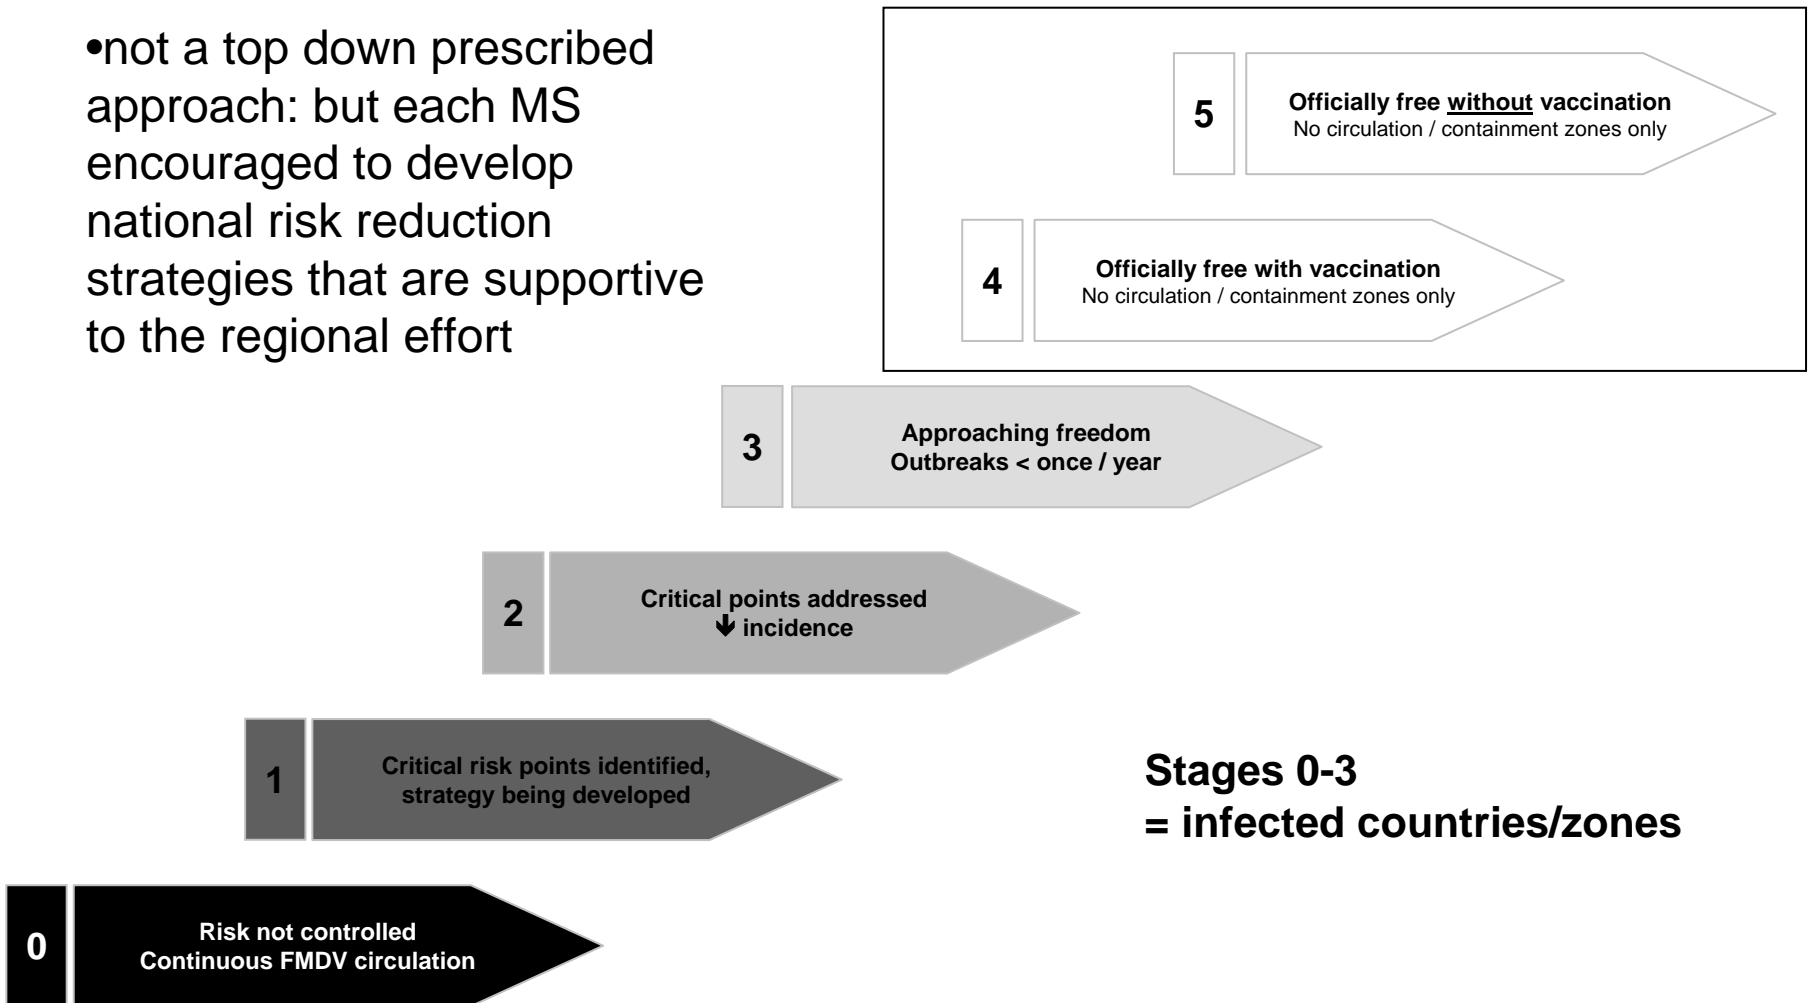 •not a top down prescribed
approach: but each MS
encouraged to develop
national risk reduction
strategies that are supportive
to the regional effort
5
Officially free without vaccination
No circulation / containment zones only
4
Officially free with vaccination
No circulation / containment zones only
3
Approaching freedom
Outbreaks < once / year
2
Critical points addressed
🡻 incidence
1
Critical risk points identified,
strategy being developed
Stages 0-3
= infected countries/zones
0
Risk not controlled
Continuous FMDV circulation